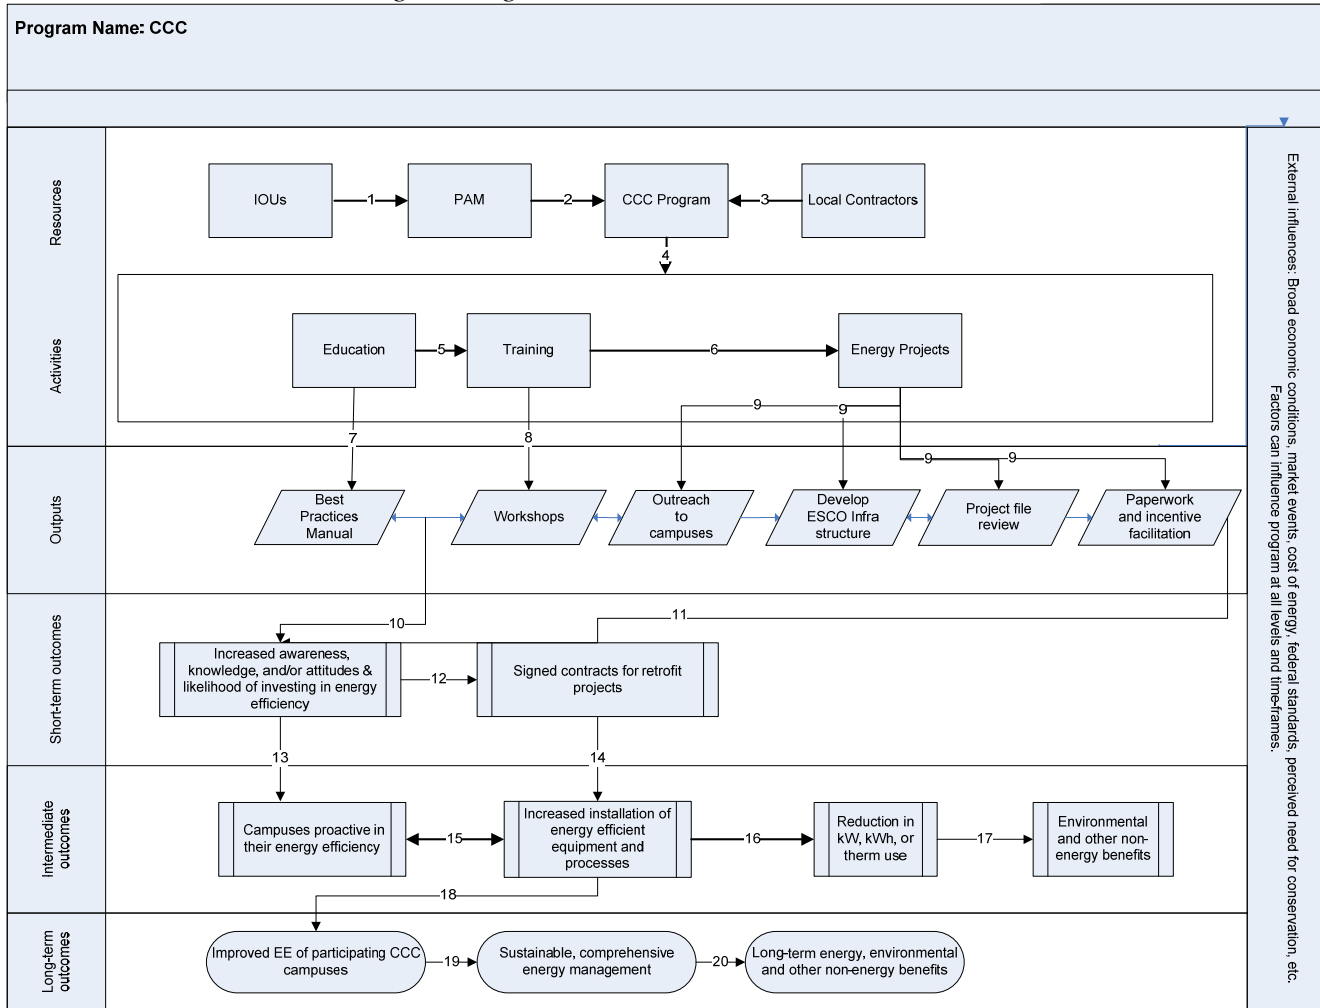 Program Name: CCC
Resources
IOUs
1
PAM
2
CCC Program
3
Local Contractors
4
Activities
Education
5
Training
6
Energy Projects
7
8
9
9
9
9
Outputs
Best
Practices
Manual
Workshops
Outreach
to
campuses
Develop
ESCO Infra
structure
Project file
review
Paperwork
and incentive
facilitation
Short-term outcomes
10
11
Increased awareness,
knowledge, and/or attitudes &
likelihood of investing in energy
efficiency
12
Signed contracts for retrofit
projects
13
14
Intermediate
outcomes
Campuses proactive in
their energy efficiency
15
Increased installation of
energy efficient
equipment and
processes
16
Reduction in
kW, kWh, or
therm use
17
Environmental
and other non-
energy benefits
18
Long-term
outcomes
Improved EE of participating CCC
campuses
19
Sustainable, comprehensive
energy management
20
Long-term energy, environmental
and other non-energy benefits
External influences: Broad economic conditions, market events, cost of energy, federal standards, perceived need for conservation, etc.
Factors can influence program at all levels and time-frames.